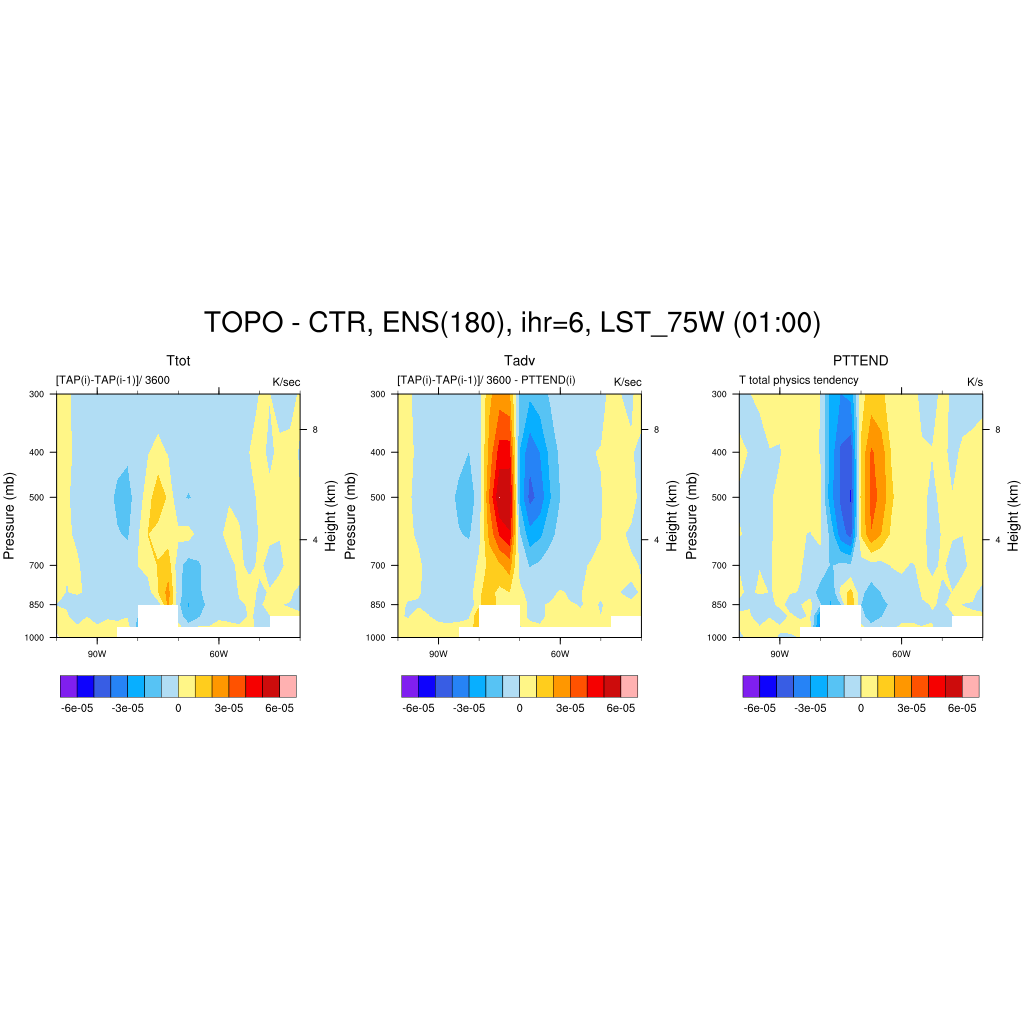 TOPO - CTR, ENS(180), ihr=6, LST_75W (01:00)
Ttot
[TAP(i)-TAP(i-1)]/ 3600 K/sec
Pressure (mb)
300
400
500
700
850
1000
90W 60W
8
4
Height (km)
-6e-05 -3e-05 0 3e-05 6e-05
Tadv
[TAP(i)-TAP(i-1)]/ 3600 - PTTEND(i) K/sec
Pressure (mb)
300
400
500
700
850
1000
90W 60W
8
4
Height (km)
-6e-05 -3e-05 0 3e-05 6e-05
PTTEND
T total physics tendency K/s
Pressure (mb)
300
400
500
700
850
1000
90W 60W
8
4
Height (km)
-6e-05 -3e-05 0 3e-05 6e-05